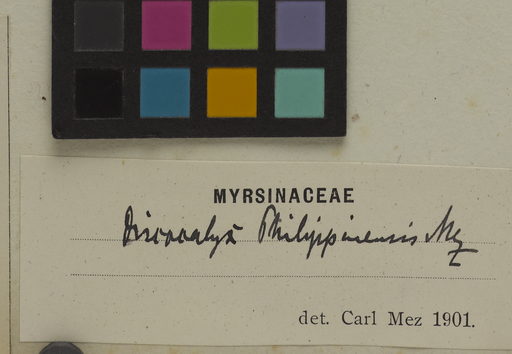 MYRSINACEAE
Discocalyx Philippinensis Mez
det. Carl Mez 1901.